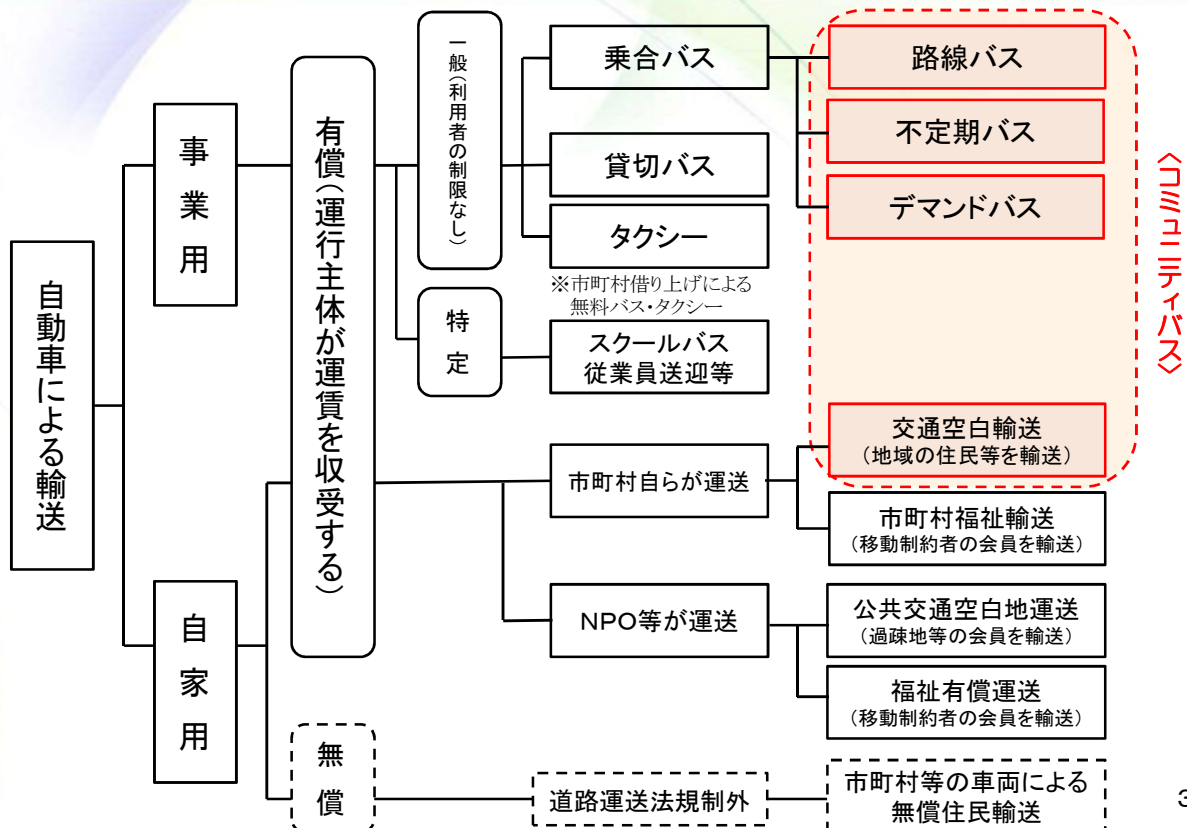 自動車による輸送
事業用
自家用
有償（運行主体が運賃を収受する）
無償
一般（利用者の制限なし）
特定
乗合バス
貸切バス
タクシー
※市町村借り上げによる
無料バス・タクシー
スクールバス
従業員送迎等
市町村自らが運送
NPO等が運送
道路運送法規制外
路線バス
不定期バス
デマンドバス
交通空白輸送
（地域の住民等を輸送）
市町村福祉輸送
（移動制約者の会員を輸送）
公共交通空白地運送
（過疎地等の会員を輸送）
福祉有償運送
（移動制約者の会員を輸送）
市町村等の車両による
無償住民輸送
〈コミュニティバス〉
3